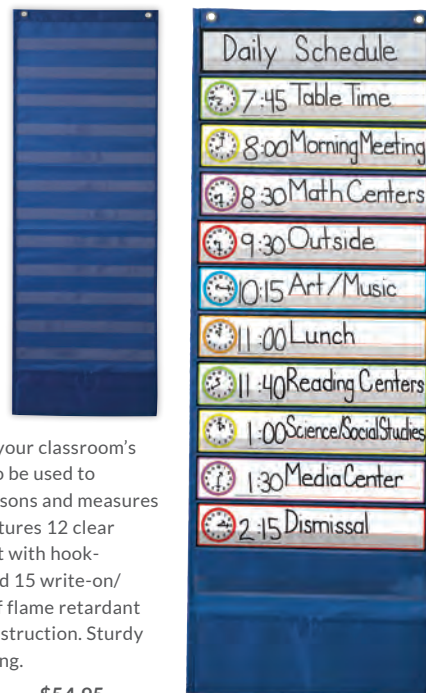 Daily Schedule
7:45 Table Time
8:00 Morning Meeting
8:30 Math Centers
9:30 Outside
10:15 Art/Music
11:00 Lunch
11:40 Reading Centers
1:00 Science/Social Studies
1:30 Media Center
2:15 Dismissal
your classroom's
be used to
sons and measures
tures 12 clear
t with hook-
d 15 write-on/
f flame retardant
struction. Sturdy
ng.
$54.95